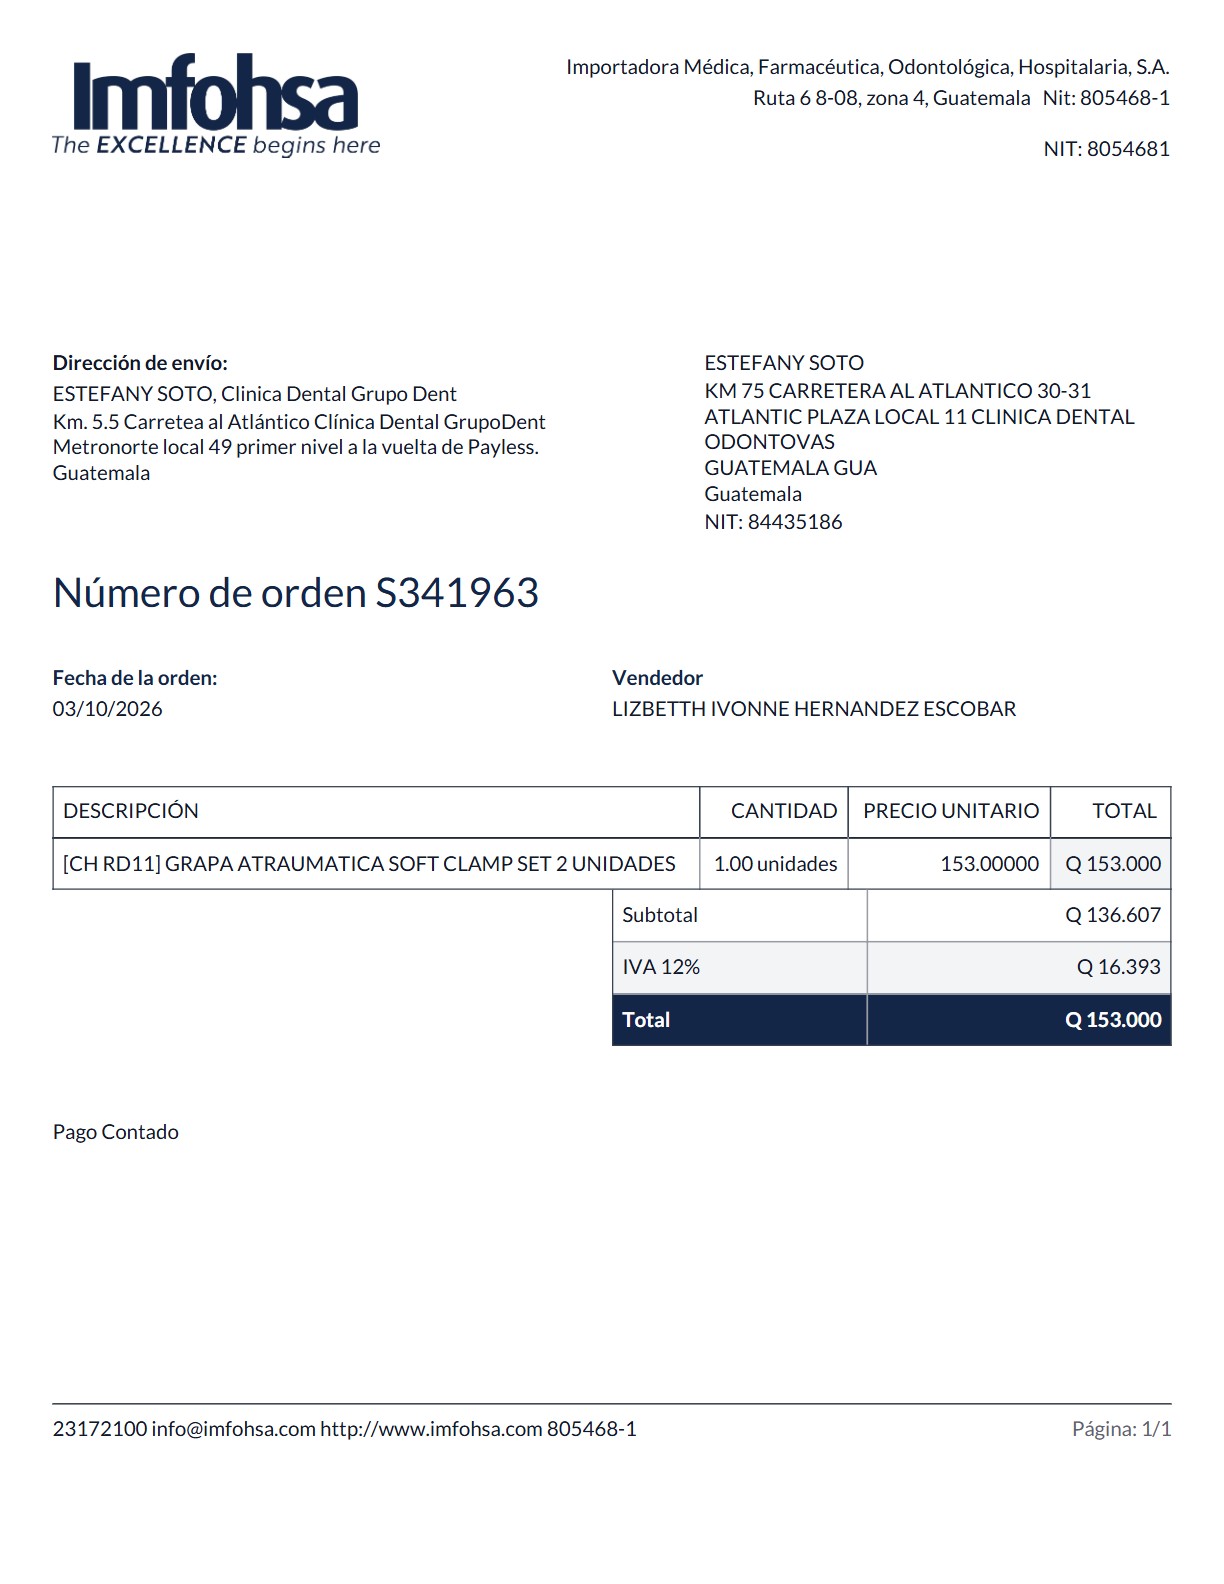 Imfohsa
The EXCELLENCE begins here
Importadora Médica, Farmacéutica, Odontológica, Hospitalaria, S.A.
Ruta 6 8-08, zona 4, Guatemala Nit: 805468-1
NIT: 8054681
Dirección de envío:
ESTEFANY SOTO, Clinica Dental Grupo Dent
Km. 5.5 Carretea al Atlántico Clínica Dental GrupoDent
Metronorte local 49 primer nivel a la vuelta de Payless.
Guatemala
ESTEFANY SOTO
KM 75 CARRETERA AL ATLANTICO 30-31
ATLANTIC PLAZA LOCAL 11 CLINICA DENTAL
ODONTOVAS
GUATEMALA GUA
Guatemala
NIT: 84435186
Número de orden S341963
Fecha de la orden:
03/10/2026
Vendedor
LIZBETTH IVONNE HERNANDEZ ESCOBAR
DESCRIPCIÓN CANTIDAD PRECIO UNITARIO TOTAL
[CH RD11] GRAPA ATRAUMATICA SOFT CLAMP SET 2 UNIDADES 1.00 unidades 153.00000 Q 153.000
Subtotal Q 136.607
IVA 12% Q 16.393
Total Q 153.000
Pago Contado
23172100 info@imfohsa.com http://www.imfohsa.com 805468-1
Página: 1/1